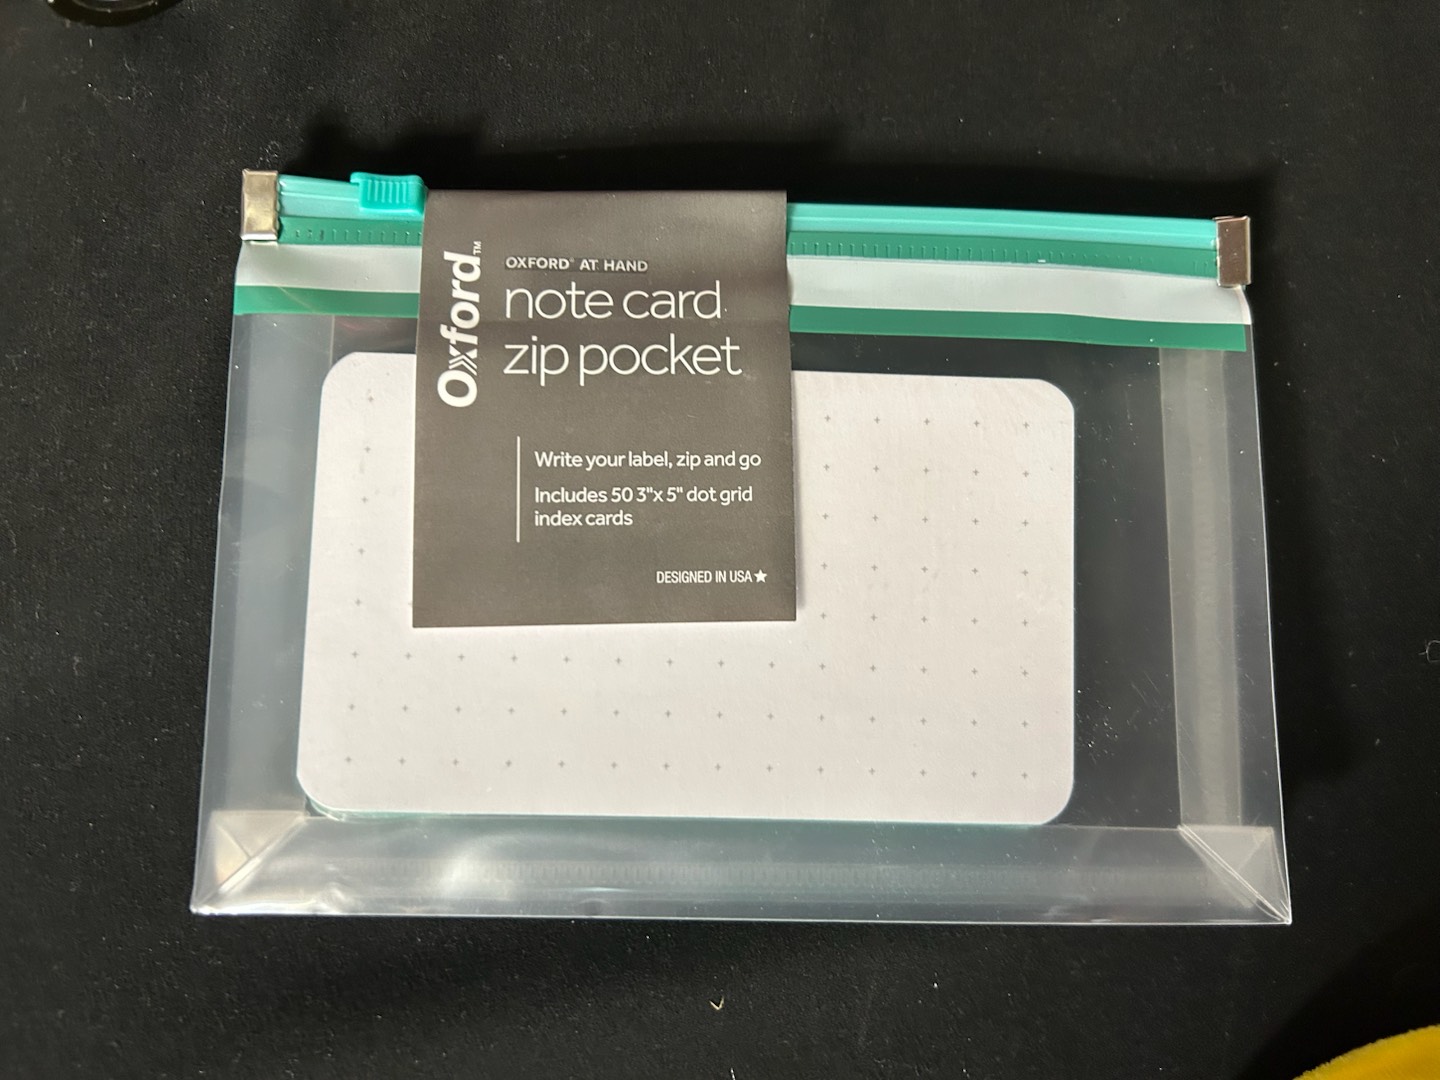 Oxford™
OXFORD® AT HAND
note card
zip pocket
Write your label, zip and go
Includes 50 3"x 5" dot grid
index cards
DESIGNED IN USA★